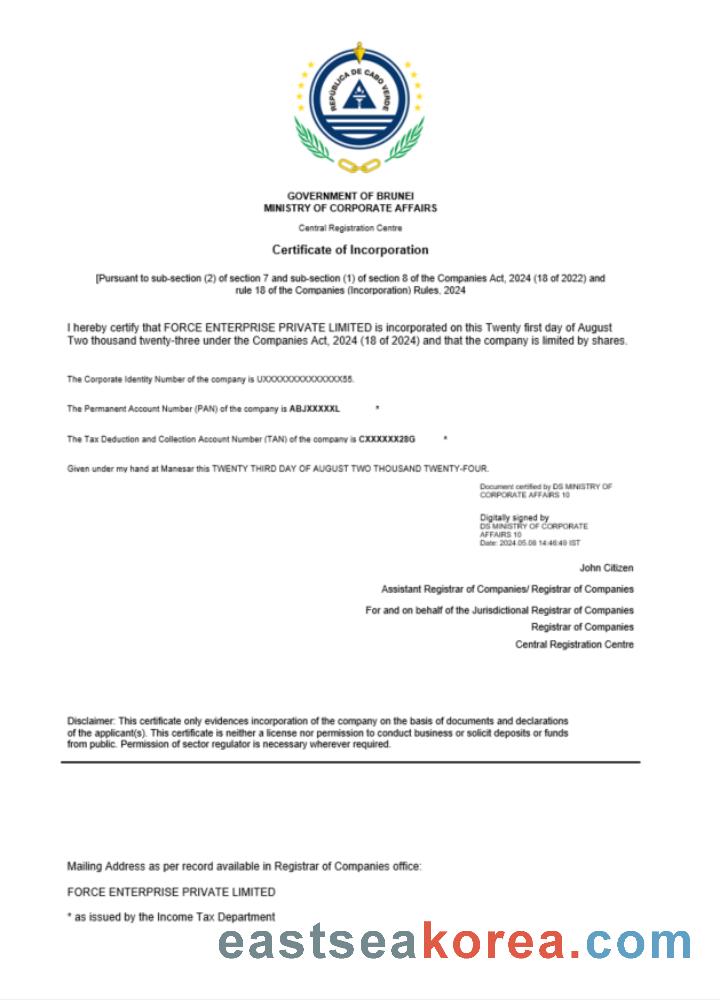 REPÚBLICA DE CABO VERDE
GOVERNMENT OF BRUNEI
MINISTRY OF CORPORATE AFFAIRS
Central Registration Centre
Certificate of Incorporation
[Pursuant to sub-section (2) of section 7 and sub-section (1) of section 8 of the Companies Act, 2024 (18 of 2022) and
rule 18 of the Companies (Incorporation) Rules, 2024
I hereby certify that FORCE ENTERPRISE PRIVATE LIMITED is incorporated on this Twenty first day of August
Two thousand twenty-three under the Companies Act, 2024 (18 of 2024) and that the company is limited by shares.
The Corporate Identity Number of the company is UXXXXXXXXXXXXXXX55.
The Permanent Account Number (PAN) of the company is ABJXXXXXL *
The Tax Deduction and Collection Account Number (TAN) of the company is CXXXXXX28G *
Given under my hand at Manesar this TWENTY THIRD DAY OF AUGUST TWO THOUSAND TWENTY-FOUR.
Document certified by DS MINISTRY OF
CORPORATE AFFAIRS 10
Digitally signed by
DS MINISTRY OF CORPORATE
AFFAIRS 10
Date: 2024.05.08 14:46:49 IST
John Citizen
Assistant Registrar of Companies/ Registrar of Companies
For and on behalf of the Jurisdictional Registrar of Companies
Registrar of Companies
Central Registration Centre
Disclaimer: This certificate only evidences incorporation of the company on the basis of documents and declarations
of the applicant(s). This certificate is neither a license nor permission to conduct business or solicit deposits or funds
from public. Permission of sector regulator is necessary wherever required.
Mailing Address as per record available in Registrar of Companies office:
FORCE ENTERPRISE PRIVATE LIMITED
* as issued by the Income Tax Department
eastseakorea.com